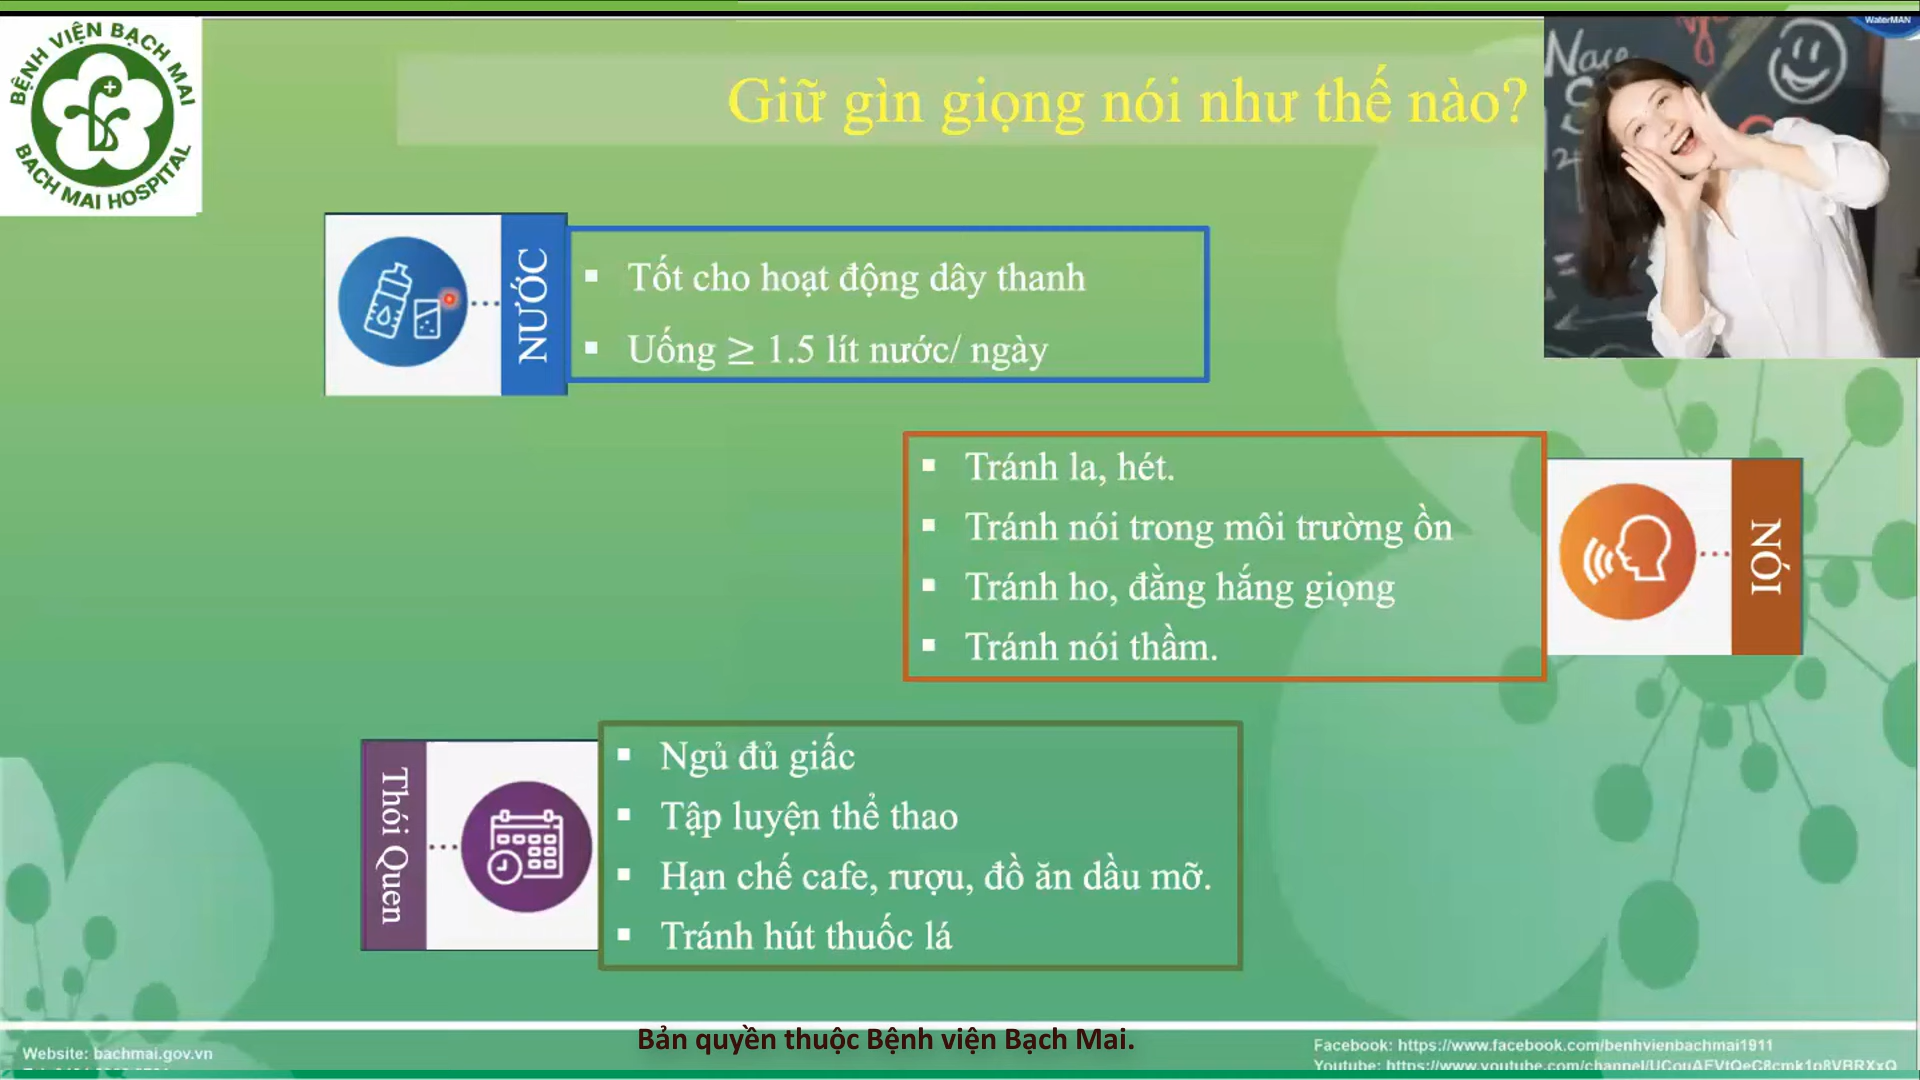 WaterMAN
BỆNH VIỆN BẠCH MAI
BACH MAI HOSPITAL
Giữ gìn giọng nói như thế nào?
NƯỚC
Tốt cho hoạt động dây thanh
Uống ≥ 1.5 lít nước/ ngày
Tránh la, hét.
Tránh nói trong môi trường ồn
Tránh ho, đằng hắng giọng
Tránh nói thầm.
NÓI
Thói Quen
Ngủ đủ giấc
Tập luyện thể thao
Hạn chế cafe, rượu, đồ ăn dầu mỡ.
Tránh hút thuốc lá
Bản quyền thuộc Bệnh viện Bạch Mai.
Website: bachmai.gov.vn
Facebook: https://www.facebook.com/benhvienbachmai1911